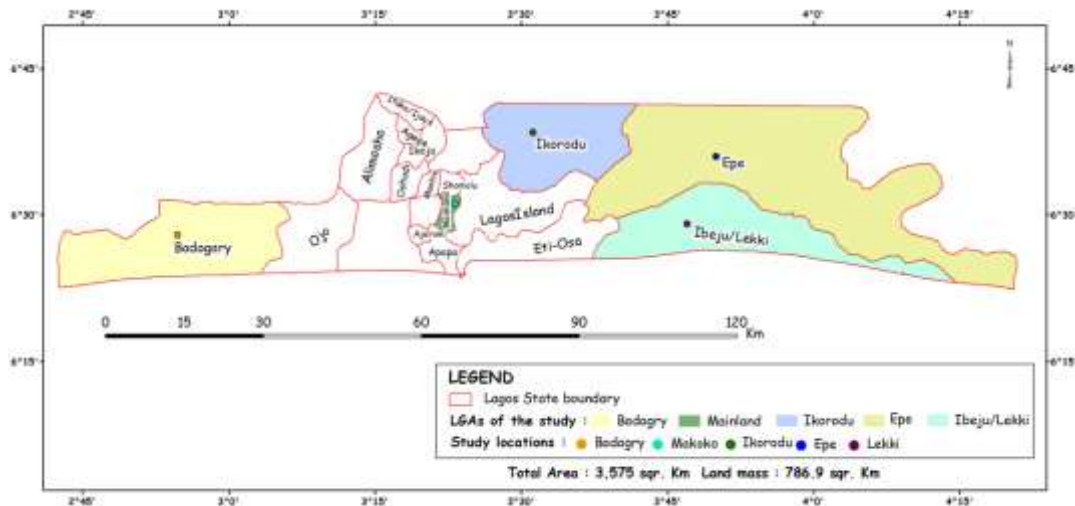 2°45' 3°0' 3°15' 3°30' 3°45' 4°0' 4°15'
6°45' 6°45'
Ikorodu
Agege
Ikeja
Alimosho
Epe
Oshodi
Shomolu
6°30' 6°30'
LagosIsland
Ojo
Badagry
Ibeju/Lekki
Eti-Osa
Apapa
0 15 30 60 90 120
Km
6°15' 6°15'
LEGEND
Lagos State boundary
LGAs of the study : Badagry Mainland Ikorodu Epe Ibeju/Lekki
Study locations : Badagry Makoko Ikorodu Epe Lekki
Total Area : 3,575 sqr. Km Land mass : 786.9 sqr. Km
2°45' 3°0' 3°15' 3°30' 3°45' 4°0' 4°15'